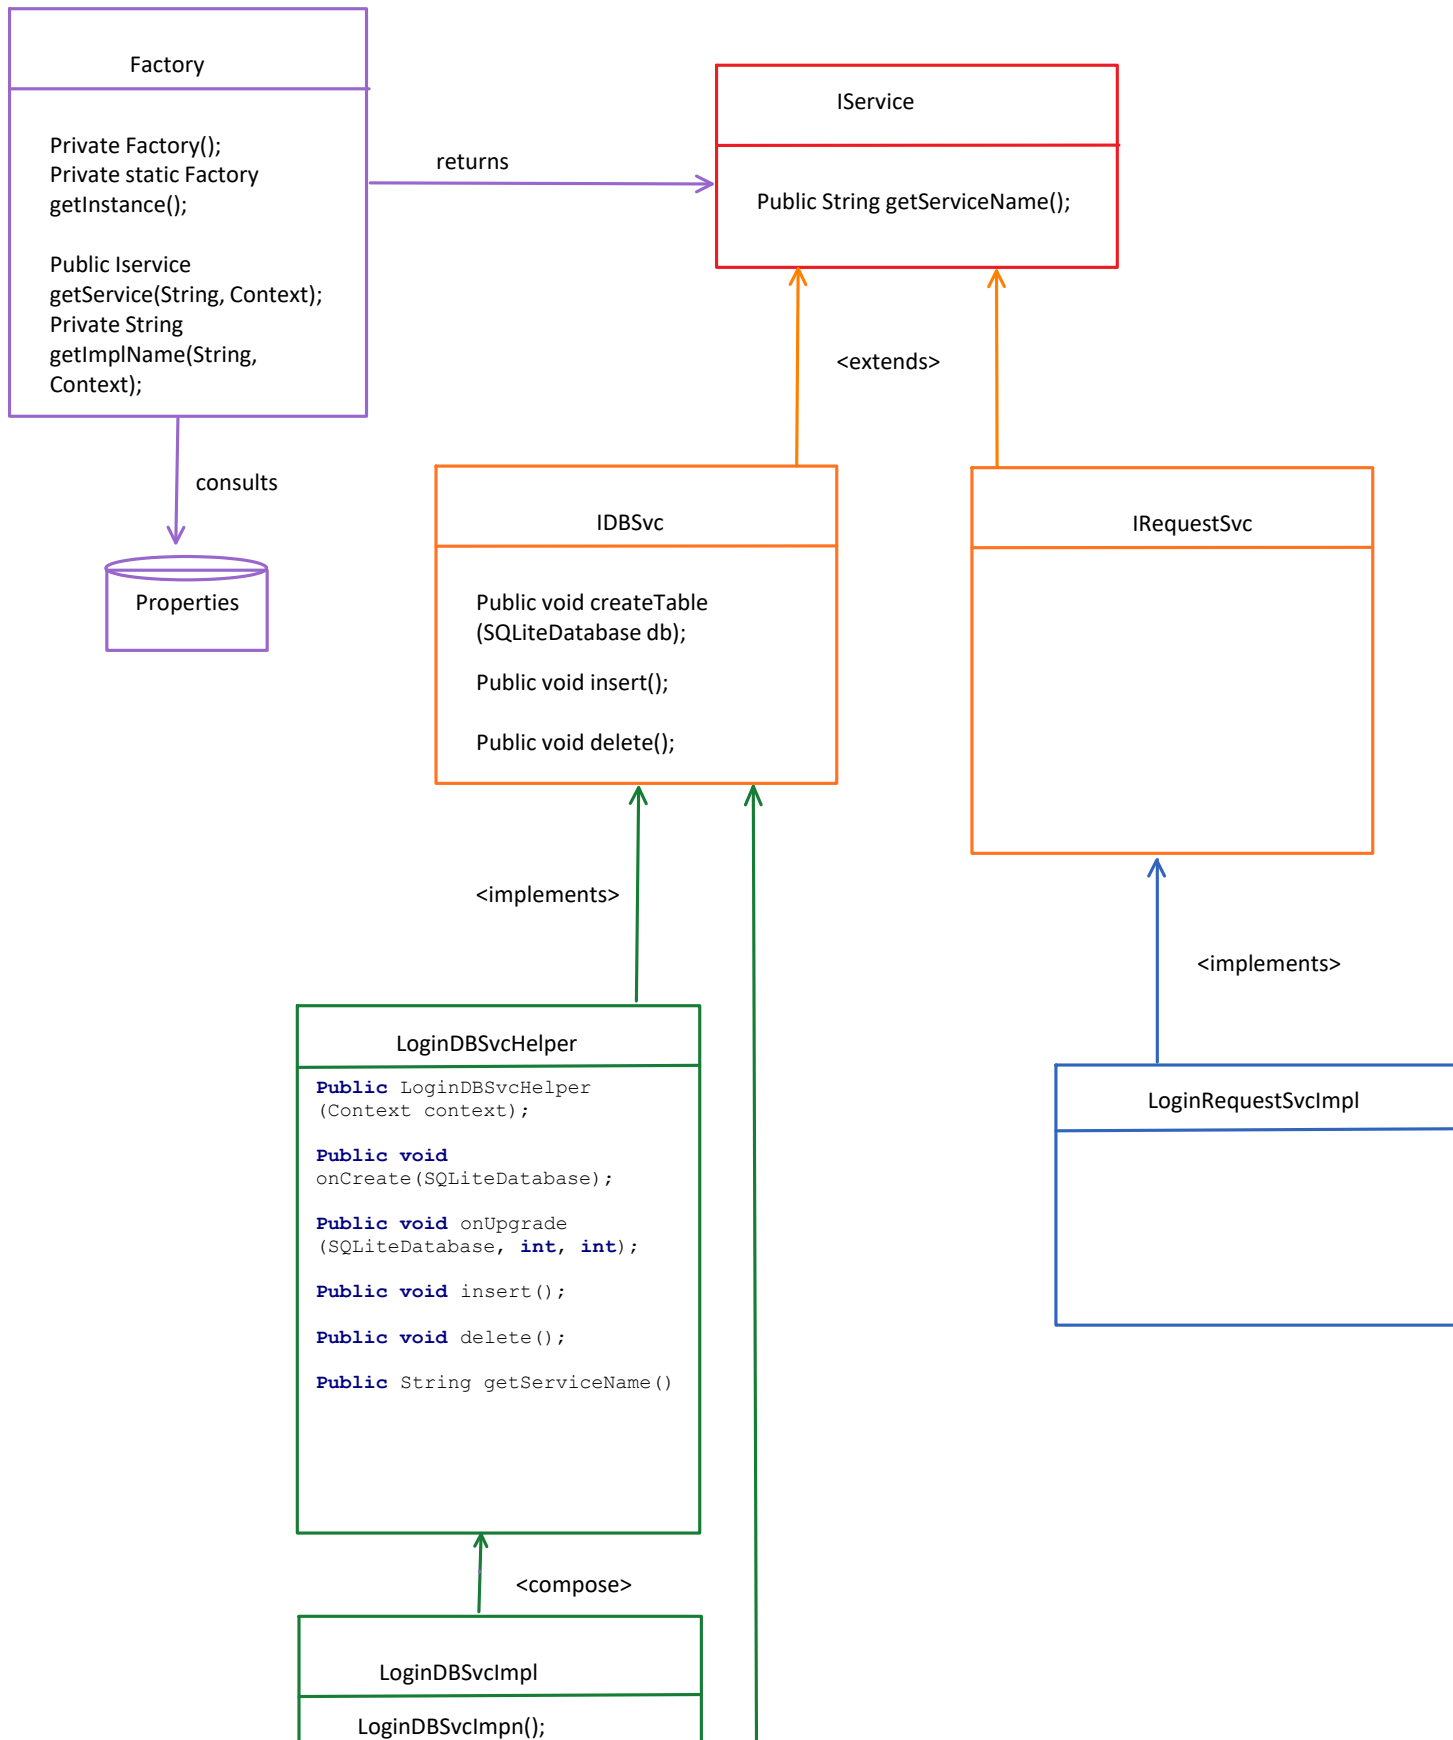 Factory
Private Factory();
Private static Factory
getInstance();
Public Iservice
getService(String, Context);
Private String
getImplName(String,
Context);
returns
IService
Public String getServiceName();
<extends>
consults
Properties
IDBSvc
Public void createTable
(SQLiteDatabase db);
Public void insert();
Public void delete();
IRequestSvc
<implements>
<implements>
LoginDBSvcHelper
Public LoginDBSvcHelper
(Context context);
Public void
onCreate(SQLiteDatabase);
Public void onUpgrade
(SQLiteDatabase, int, int);
Public void insert();
Public void delete();
Public String getServiceName()
LoginRequestSvcImpl
<compose>
LoginDBSvcImpl
LoginDBSvcImpn();